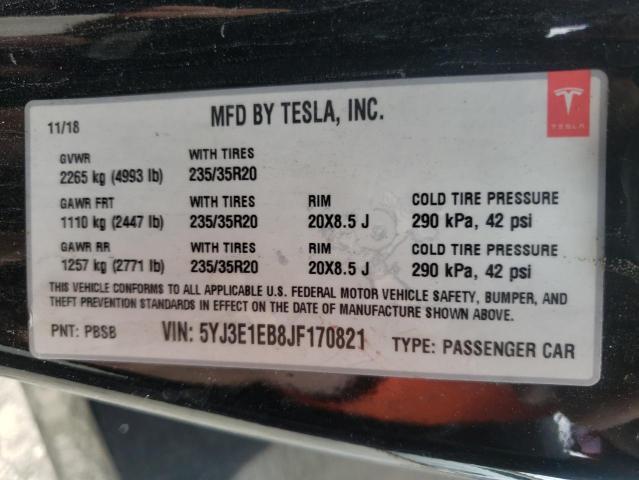 11/18 MFD BY TESLA, INC.
TESLA
GVWR WITH TIRES
2265 kg (4993 lb) 235/35R20
GAWR FRT WITH TIRES RIM COLD TIRE PRESSURE
1110 kg (2447 lb) 235/35R20 20X8.5 J 290 kPa, 42 psi
GAWR RR WITH TIRES RIM COLD TIRE PRESSURE
1257 kg (2771 lb) 235/35R20 20X8.5 J 290 kPa, 42 psi
THIS VEHICLE CONFORMS TO ALL APPLICABLE U.S. FEDERAL MOTOR VEHICLE SAFETY, BUMPER, AND
THEFT PREVENTION STANDARDS IN EFFECT ON THE DATE OF MANUFACTURE SHOWN ABOVE.
PNT: PBSB VIN: 5YJ3E1EB8JF170821 TYPE: PASSENGER CAR